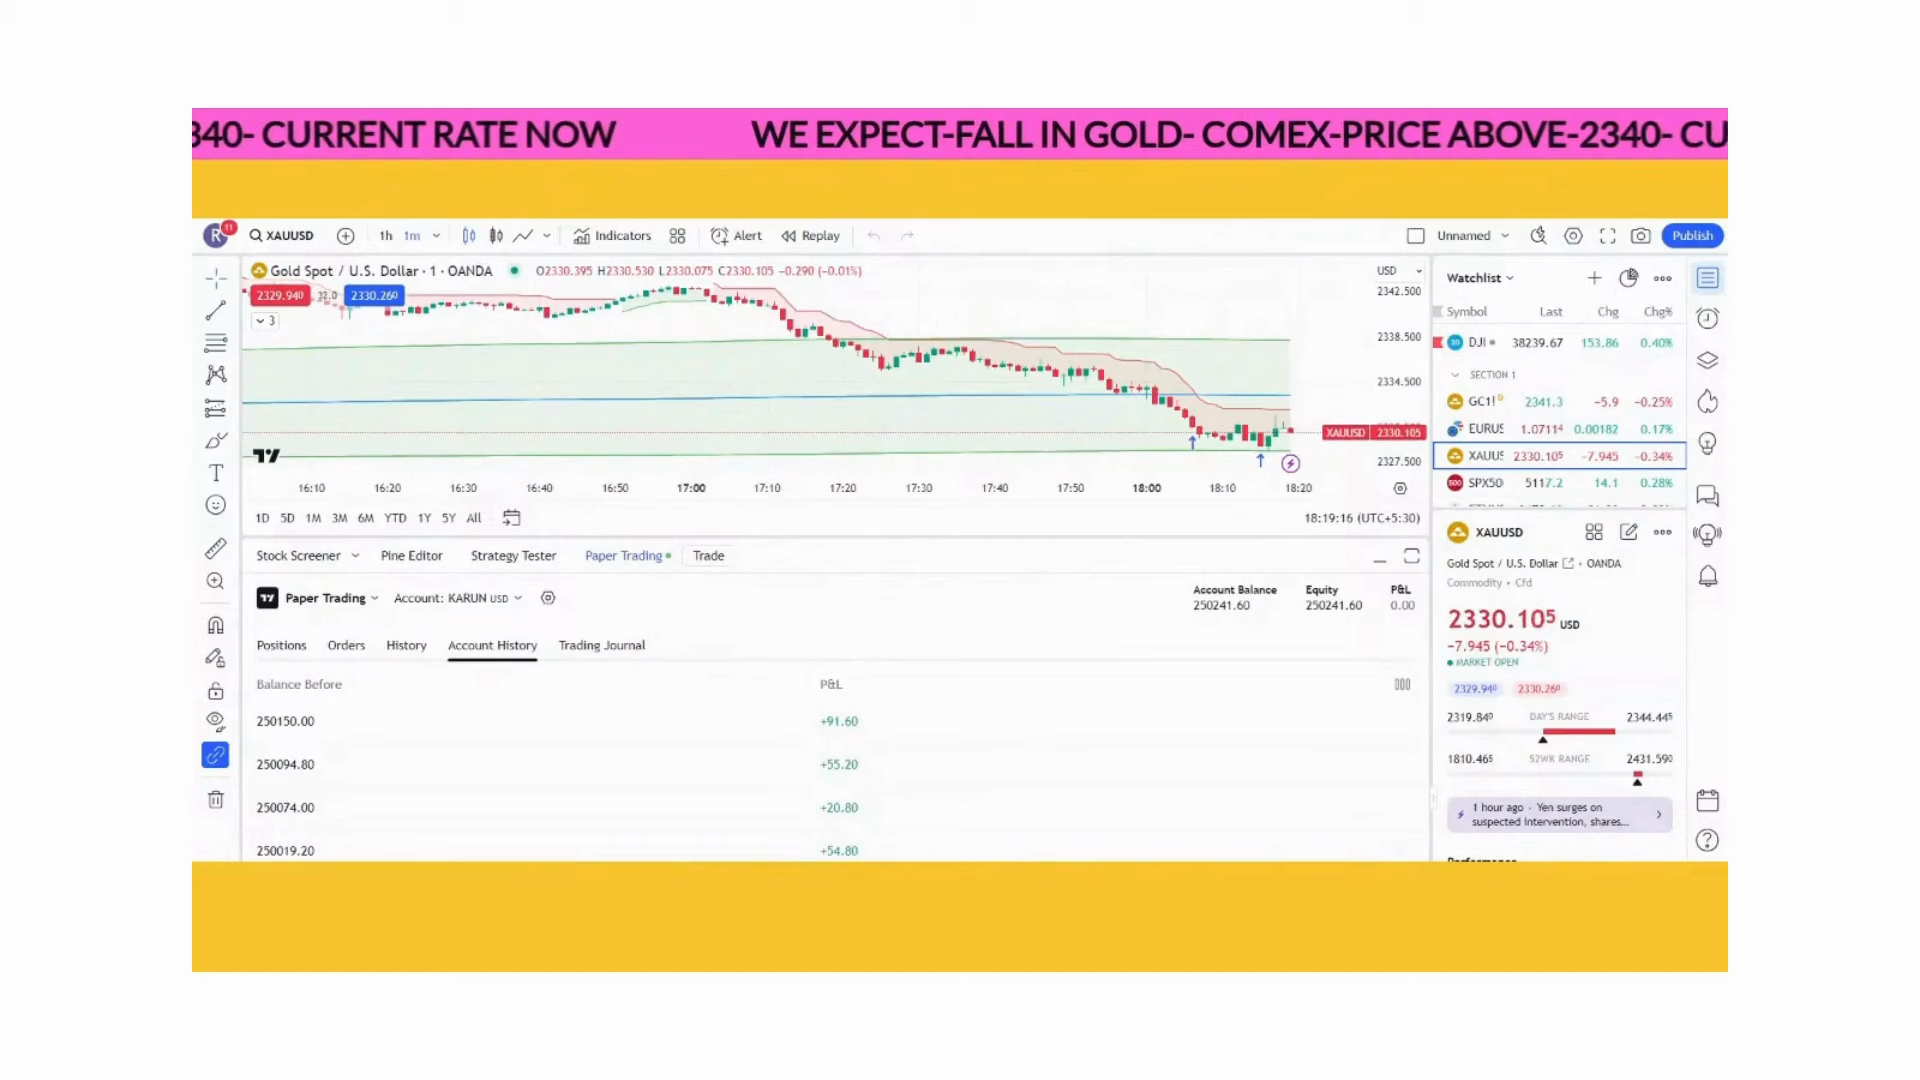 340- CURRENT RATE NOW WE EXPECT-FALL IN GOLD- COMEX-PRICE ABOVE-2340- CU
R 11 XAUUSD 1h 1m Indicators Alert Replay Unnamed Publish
Gold Spot / U.S. Dollar · 1 · OANDA O2330.395 H2330.530 L2330.075 C2330.105 −0.290 (−0.01%)
2329.940 32.0 2330.260
3
USD
2342.500
2338.500
2334.500
XAUUSD 2330.105
2327.500
16:10 16:20 16:30 16:40 16:50 17:00 17:10 17:20 17:30 17:40 17:50 18:00 18:10 18:20
1D 5D 1M 3M 6M YTD 1Y 5Y All 18:19:16 (UTC+5:30)
Stock Screener Pine Editor Strategy Tester Paper Trading Trade
Paper Trading Account: KARUN USD
Account Balance Equity P&L
250241.60 250241.60 0.00
Positions Orders History Account History Trading Journal
Balance Before P&L
250150.00 +91.60
250094.80 +55.20
250074.00 +20.80
250019.20 +54.80
Watchlist
Symbol Last Chg Chg%
30 DJI 38239.67 153.86 0.40%
SECTION 1
GC1! D 2341.3 −5.9 −0.25%
EURUS 1.07114 0.00182 0.17%
XAUUS 2330.105 −7.945 −0.34%
500 SPX50 5117.2 14.1 0.28%
XAUUSD
Gold Spot / U.S. Dollar · OANDA
Commodity · Cfd
2330.105 USD
−7.945 (−0.34%)
MARKET OPEN
2329.940 2330.260
2319.840 DAY'S RANGE 2344.445
1810.465 52WK RANGE 2431.590
1 hour ago · Yen surges on
suspected intervention, shares...
Performance